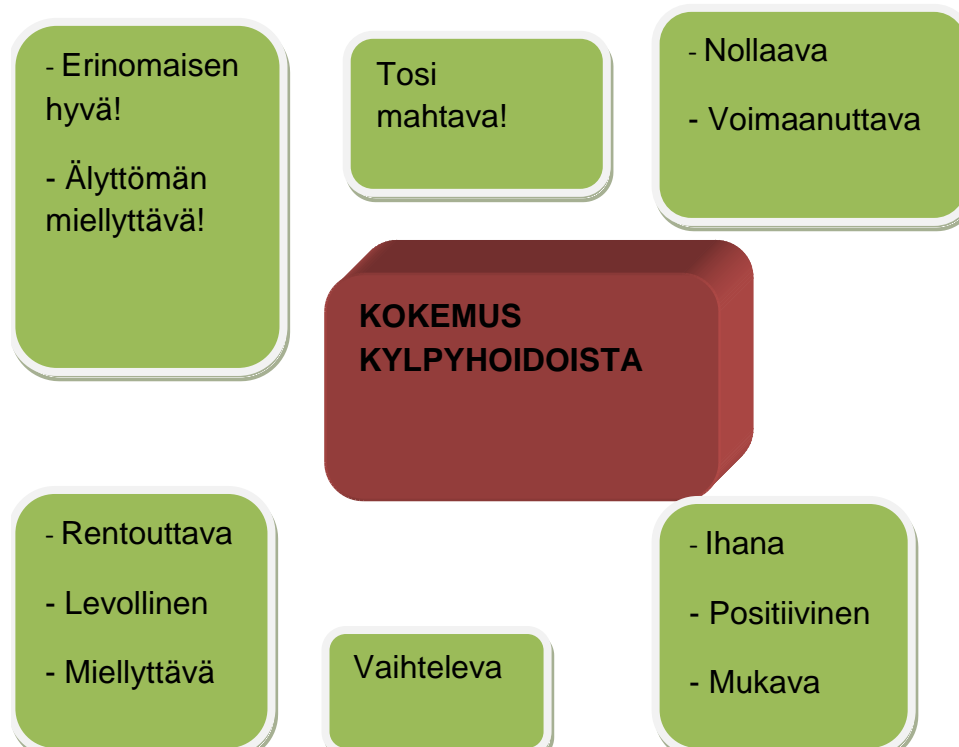 - Erinomaisen
hyvä!
- Älyttömän
miellyttävä!
Tosi
mahtava!
- Nollaava
- Voimaanuttava
KOKEMUS
KYLPYHOIDOISTA
- Rentouttava
- Levollinen
- Miellyttävä
Vaihteleva
- Ihana
- Positiivinen
- Mukava